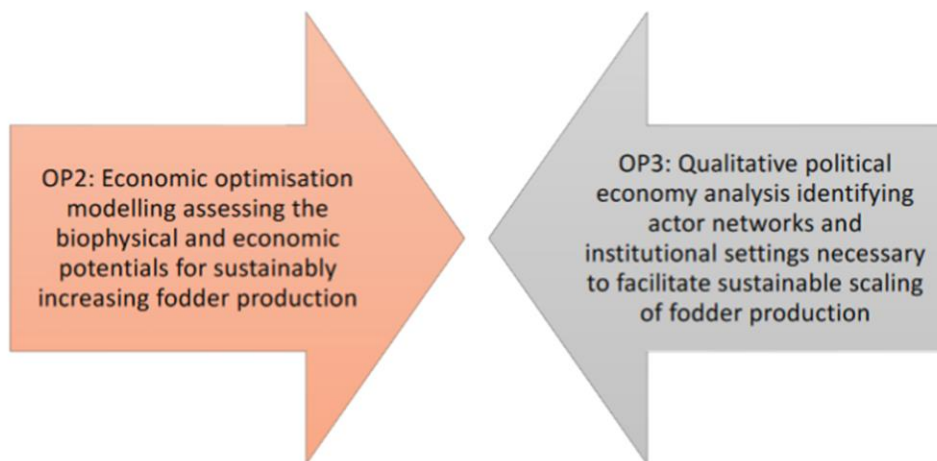 OP2: Economic optimisation
modelling assessing the
biophysical and economic
potentials for sustainably
increasing fodder production
OP3: Qualitative political
economy analysis identifying
actor networks and
institutional settings necessary
to facilitate sustainable scaling
of fodder production